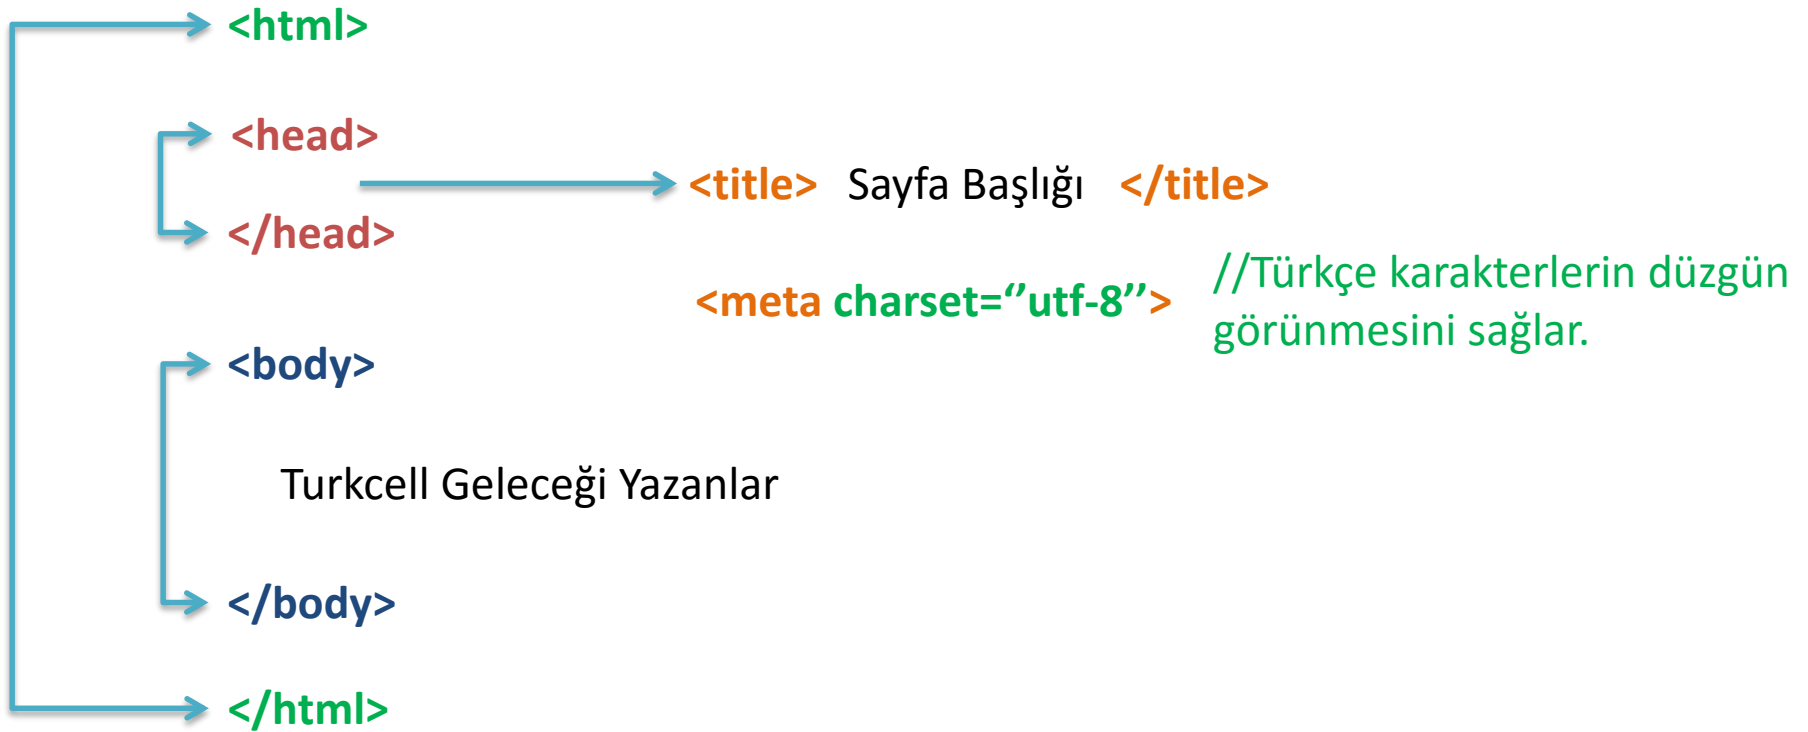 <html>
<head>
<title> Sayfa Başlığı </title>
</head>
<meta charset=‘’utf-8’’>
//Türkçe karakterlerin düzgün
görünmesini sağlar.
<body>
Turkcell Geleceği Yazanlar
</body>
</html>